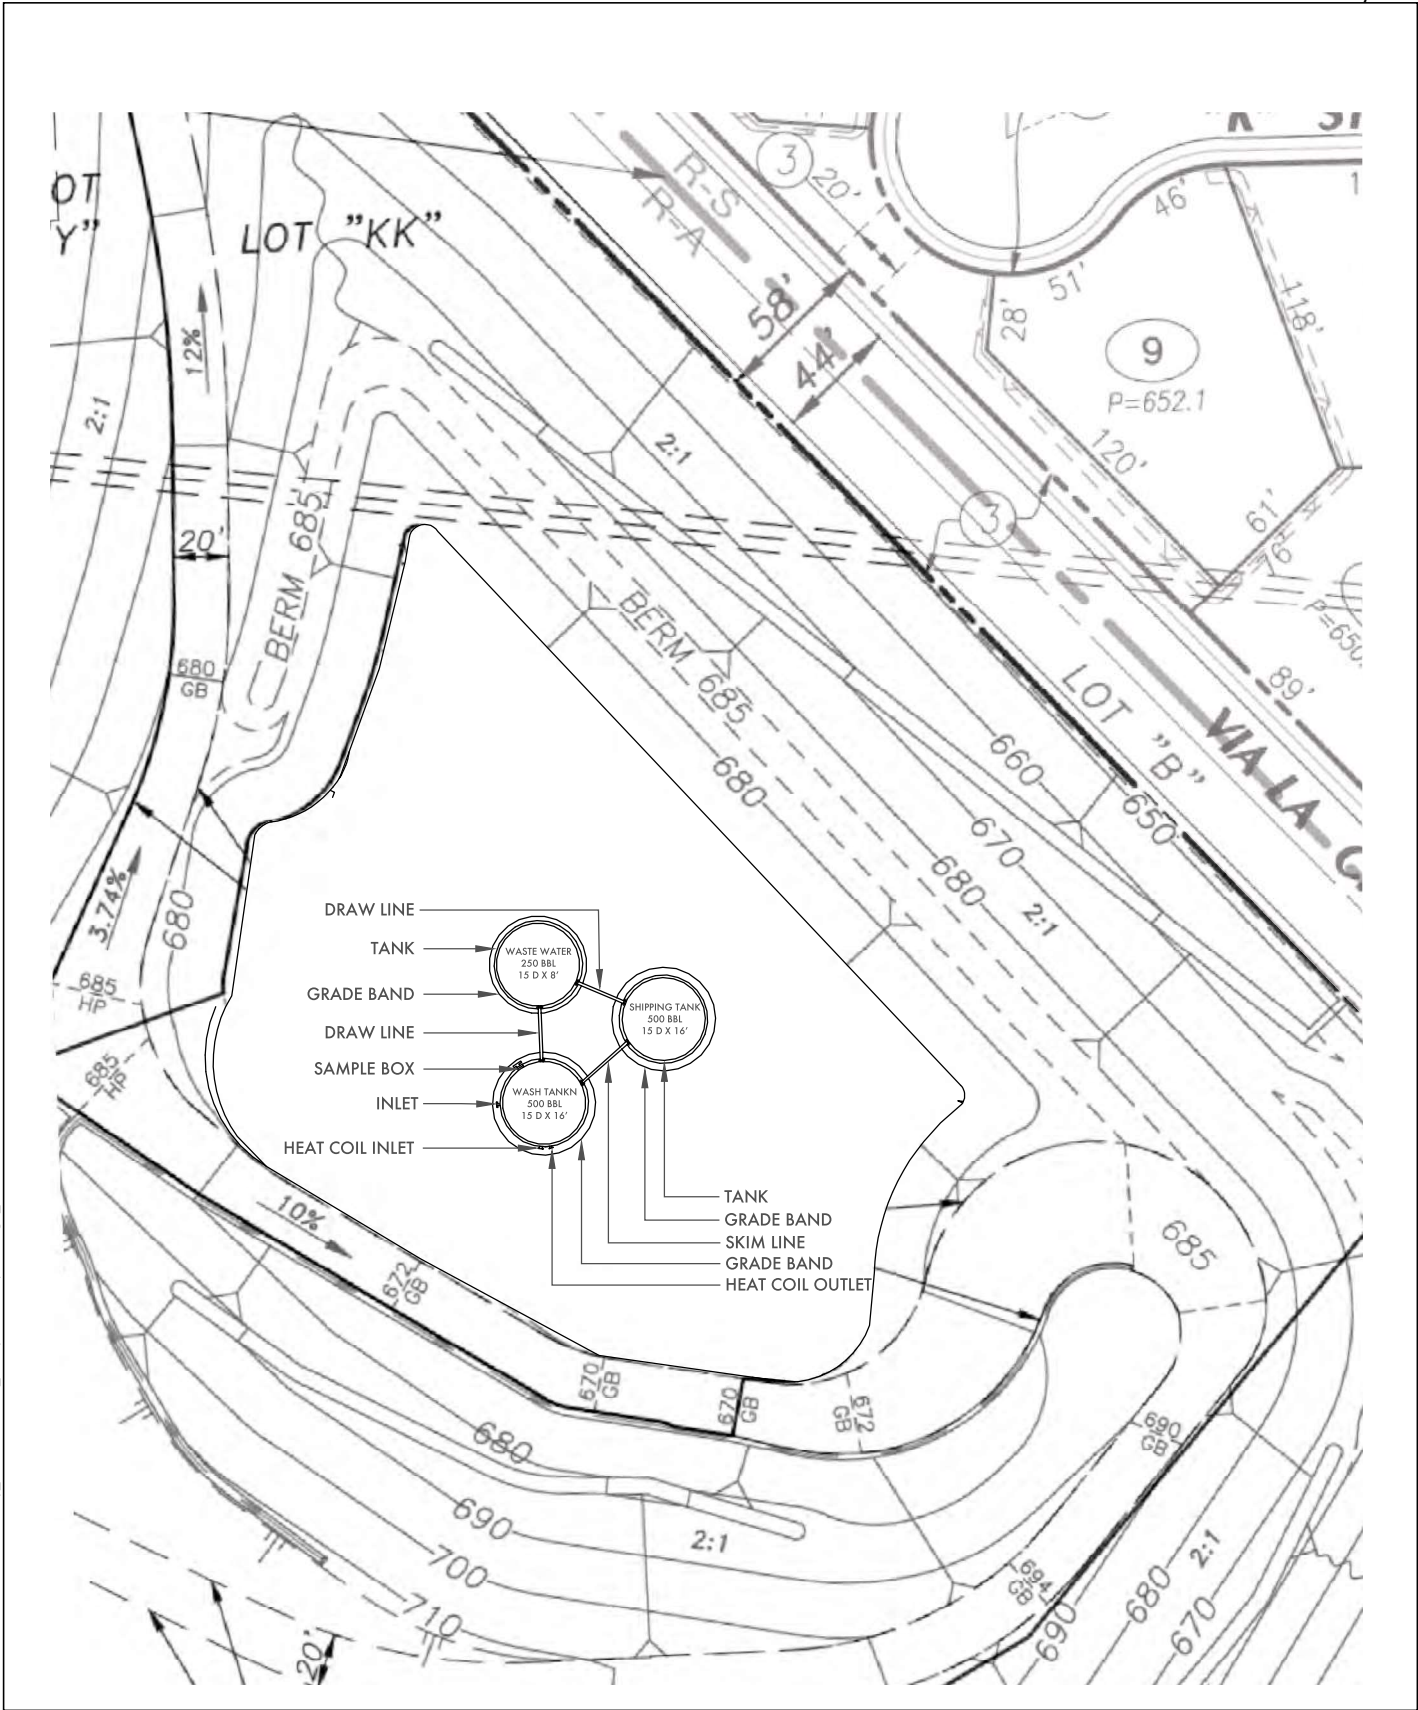 "K" ST
R-S
R-A
3
20'
46'
1
51'
OT
Y"
LOT "KK"
58'
44'
28'
118'
9
P=652.1
12%
2:1
2:1
120'
61'
76'
3
20'
BERM 685
BERM 685
P=650.
680
GB
LOT "B"
89'
VIA LA
660
650
680
670
680
2:1
3.74%
680
685
HP
685
HP
DRAW LINE
TANK
GRADE BAND
DRAW LINE
SAMPLE BOX
INLET
HEAT COIL INLET
WASTE WATER
250 BBL
15 D X 8'
SHIPPING TANK
500 BBL
15 D X 16'
WASH TANKN
500 BBL
15 D X 16'
TANK
GRADE BAND
SKIM LINE
GRADE BAND
HEAT COIL OUTLET
10%
672
GB
685
670
GB
670
GB
672
GB
690
GB
680
690
2:1
700
710
694
GB
20'
690
680
2:1
670